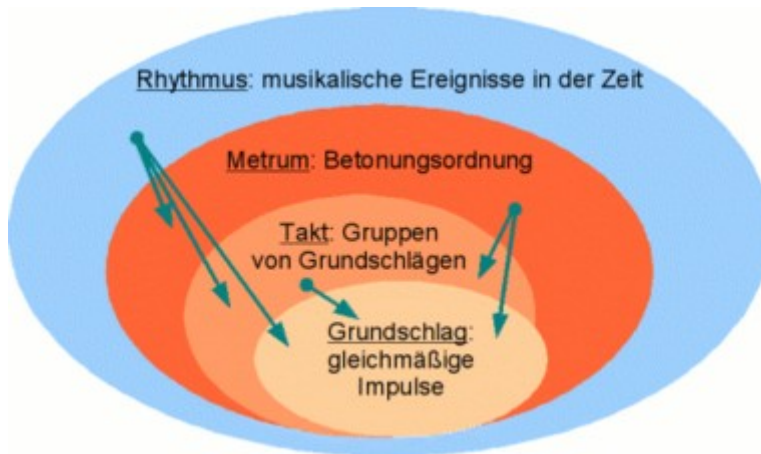 Rhythmus: musikalische Ereignisse in der Zeit
Metrum: Betonungsordnung
Takt: Gruppen
von Grundschlägen
Grundschlag:
gleichmäßige
Impulse